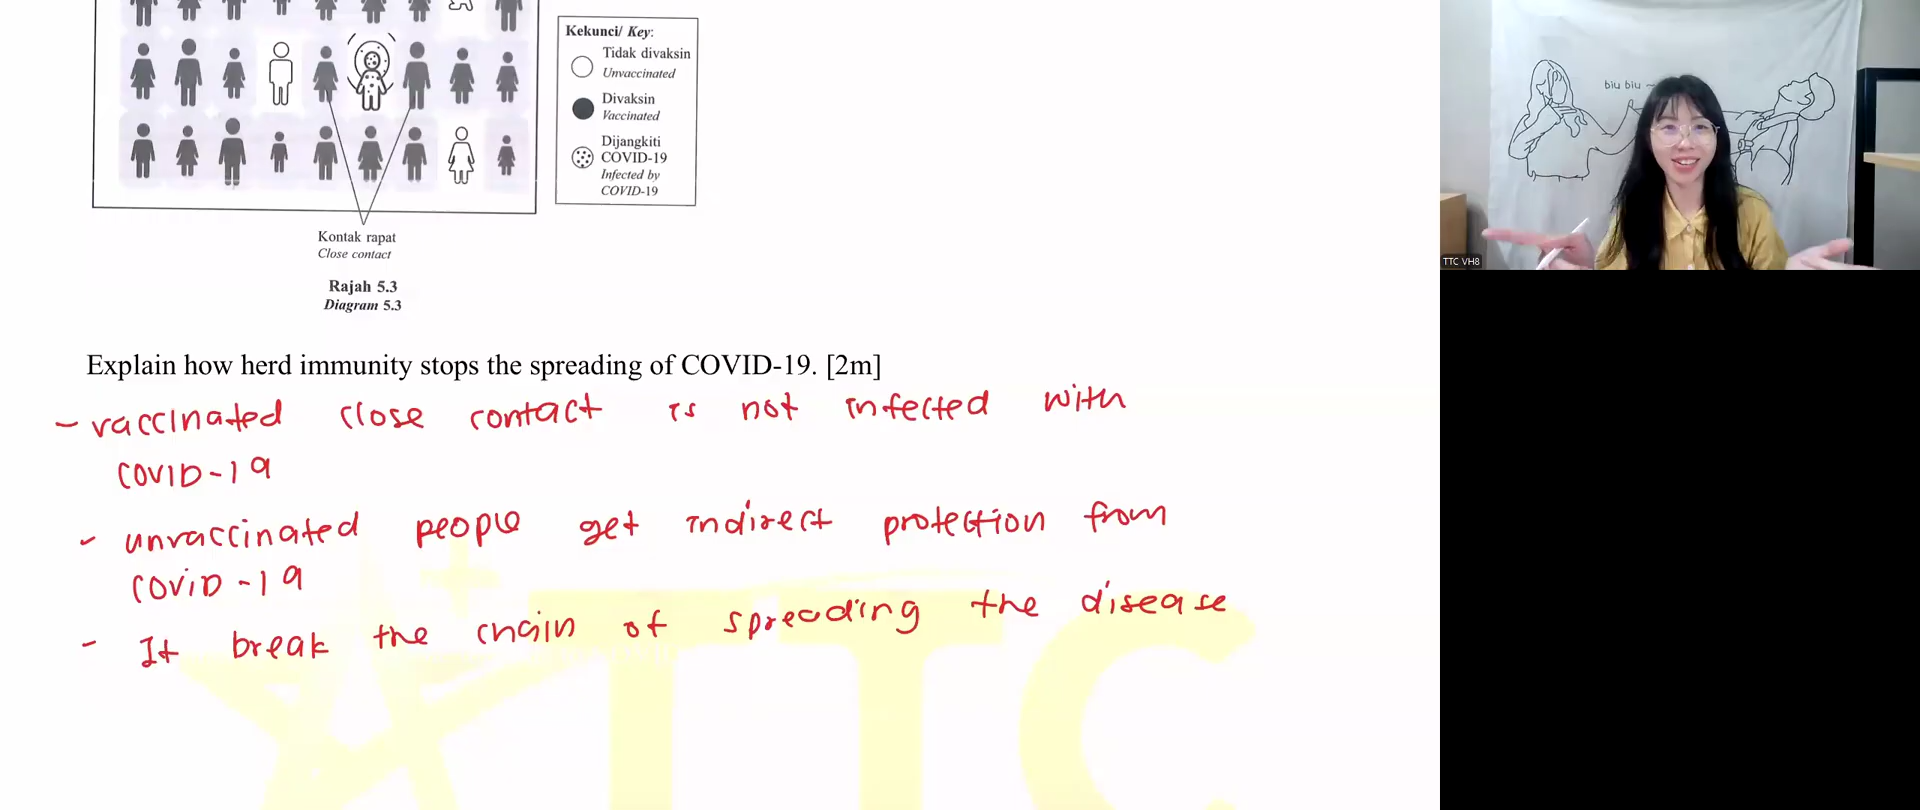 Kekunci/ Key:
Tidak divaksin
Unvaccinated
Divaksin
Vaccinated
Dijangkiti
COVID-19
Infected by
COVID-19
Kontak rapat
Close contact
Rajah 5.3
Diagram 5.3
Explain how herd immunity stops the spreading of COVID-19. [2m]
- vaccinated close contact is not infected with
COVID-19
- unvaccinated people get indirect protection from
COVID-19
- It break the chain of spreading the disease
TTC
biu biu ~
TTC VH8